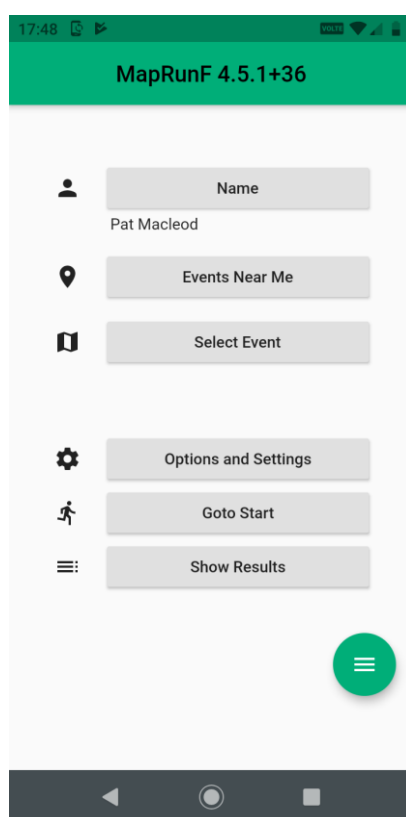 17:48
VOLTE
MapRunF 4.5.1+36
Name
Pat Macleod
Events Near Me
Select Event
Options and Settings
Goto Start
Show Results